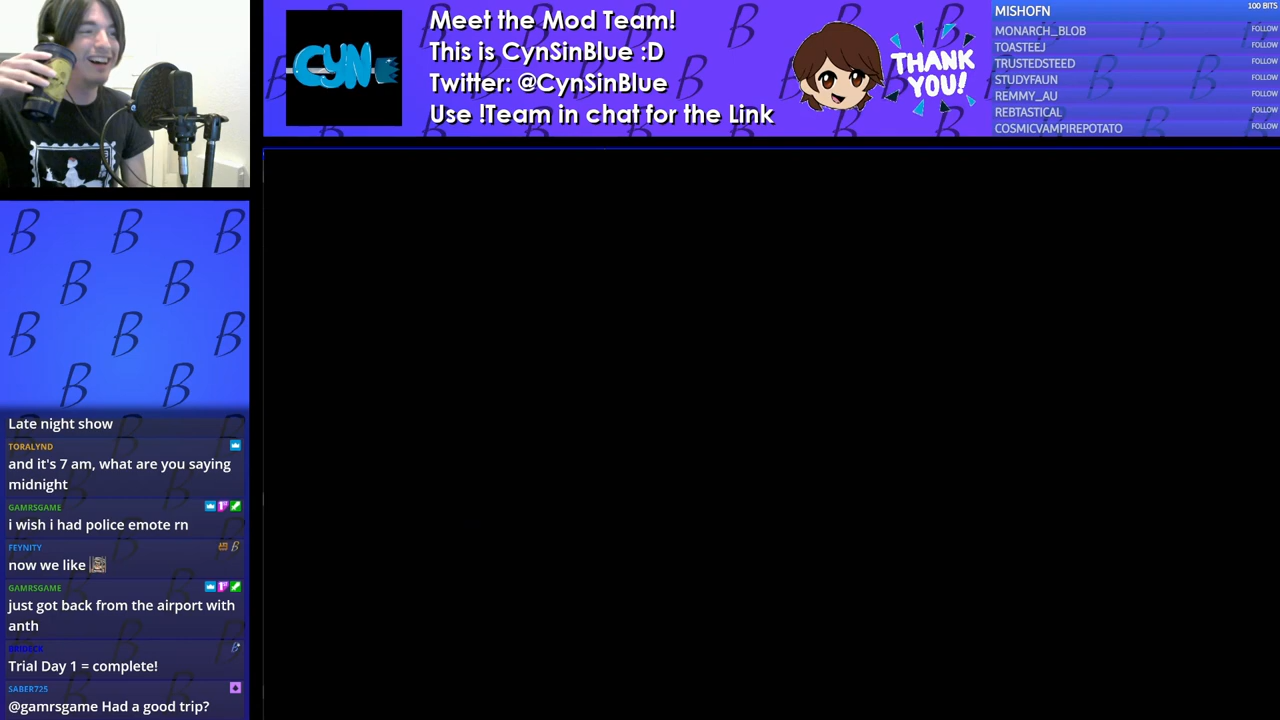 CYN
Meet the Mod Team!
This is CynSinBlue :D
Twitter: @CynSinBlue
Use !Team in chat for the Link
THANK
YOU!
MISHOFN 100 BITS
MONARCH_BLOB FOLLOW
TOASTEEJ FOLLOW
TRUSTEDSTEED FOLLOW
STUDYFAUN FOLLOW
REMMY_AU FOLLOW
REBTASTICAL FOLLOW
COSMICVAMPIREPOTATO FOLLOW
Late night show
TORALYND
and it's 7 am, what are you saying
midnight
GAMRSGAME
i wish i had police emote rn
FEYNITY
now we like
GAMRSGAME
just got back from the airport with
anth
BRIDECK
Trial Day 1 = complete!
SABER725
@gamrsgame Had a good trip?